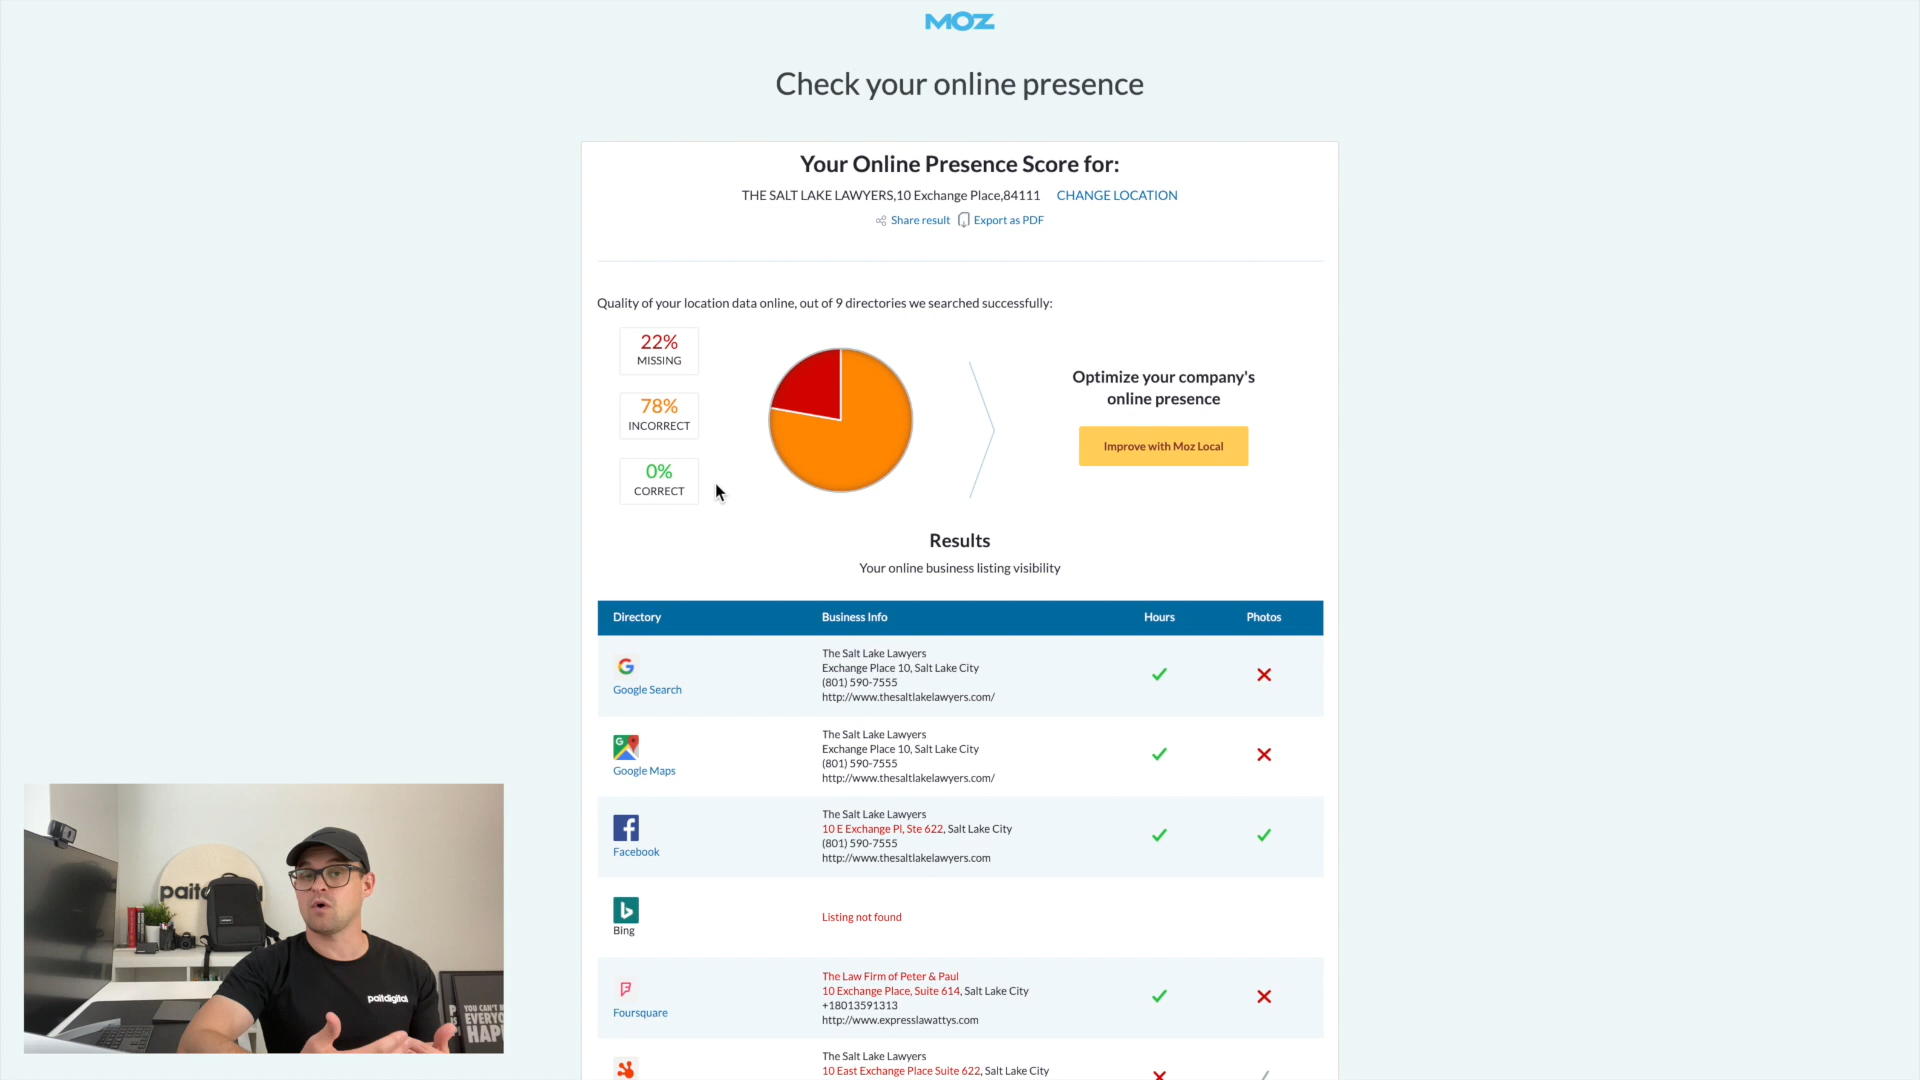 MOZ
Check your online presence
Your Online Presence Score for:
THE SALT LAKE LAWYERS,10 Exchange Place,84111 CHANGE LOCATION
Share result Export as PDF
Quality of your location data online, out of 9 directories we searched successfully:
22%
MISSING
78%
INCORRECT
0%
CORRECT
Optimize your company's
online presence
Improve with Moz Local
Results
Your online business listing visibility
Directory Business Info Hours Photos
Google Search
The Salt Lake Lawyers
Exchange Place 10, Salt Lake City
(801) 590-7555
http://www.thesaltlakelawyers.com/
Google Maps
The Salt Lake Lawyers
Exchange Place 10, Salt Lake City
(801) 590-7555
http://www.thesaltlakelawyers.com/
Facebook
The Salt Lake Lawyers
10 E Exchange Pl, Ste 622, Salt Lake City
(801) 590-7555
http://www.thesaltlakelawyers.com
Bing
Listing not found
Foursquare
The Law Firm of Peter & Paul
10 Exchange Place, Suite 614, Salt Lake City
+18013591313
http://www.expresslawattys.com
The Salt Lake Lawyers
10 East Exchange Place Suite 622, Salt Lake City
paitdigital
YOU CAN'T